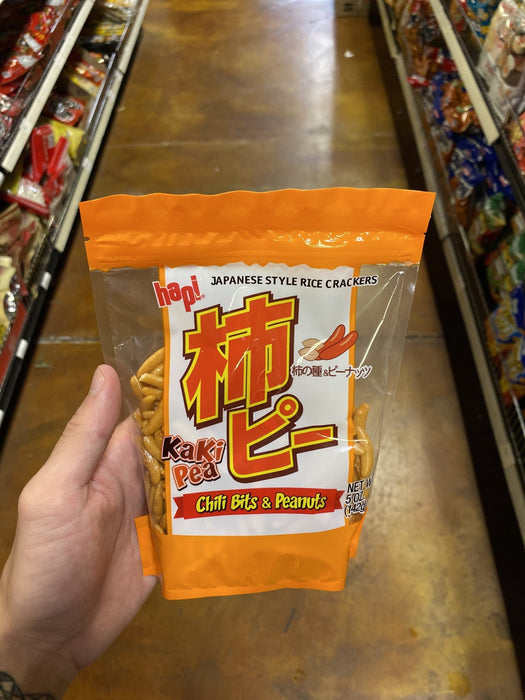 hapi®
JAPANESE STYLE RICE CRACKERS
柿ピー
柿の種&ピーナッツ
KaKi
Pea
Chili Bits & Peanuts
NET W
5 OZ
(142g